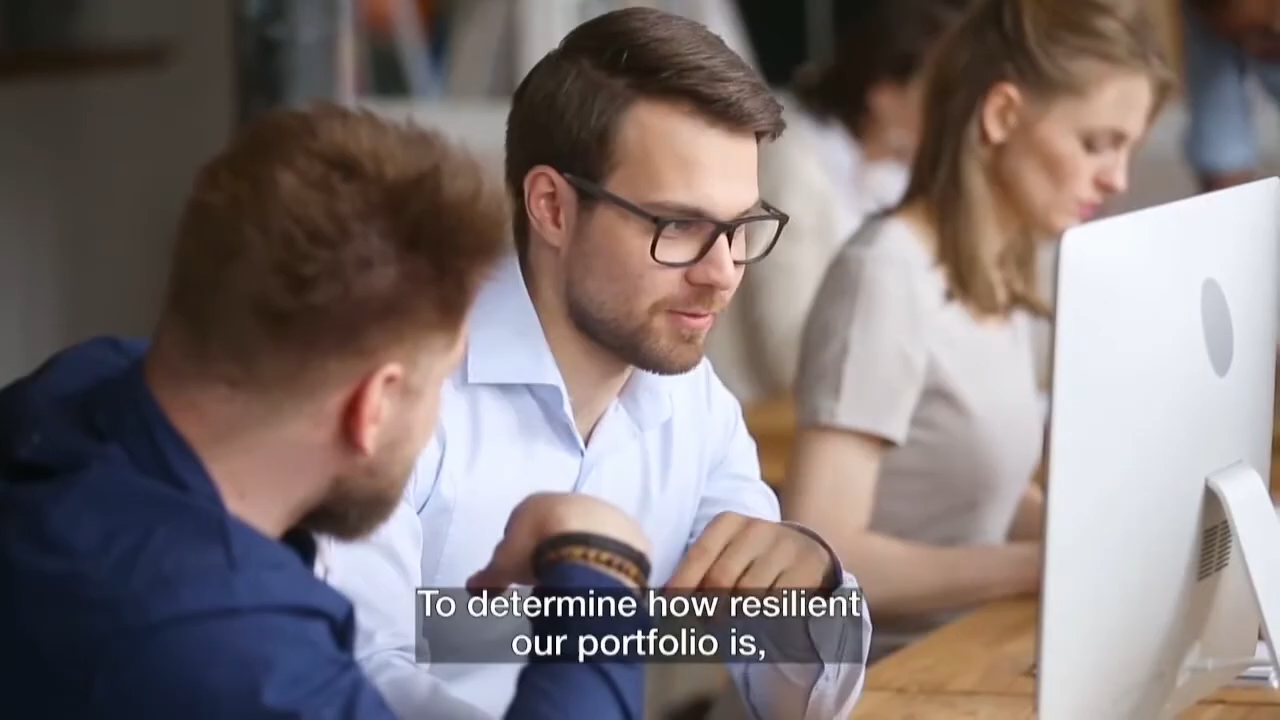 To determine how resilient
our portfolio is,